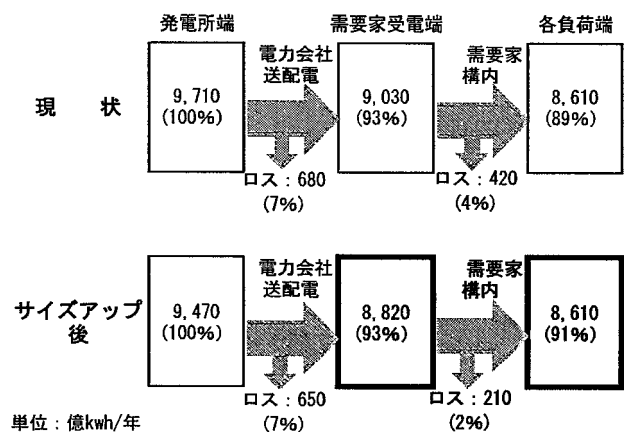 発電所端
需要家受電端
各負荷端
電力会社
送配電
需要家
構内
現　　状
9, 710
(100%)
9, 030
(93%)
8, 610
(89%)
ロス：680
(7%)
ロス：420
(4%)
電力会社
送配電
需要家
構内
サイズアップ
後
9, 470
(100%)
8, 820
(93%)
8, 610
(91%)
ロス：650
(7%)
ロス：210
(2%)
単位：億kwh/年